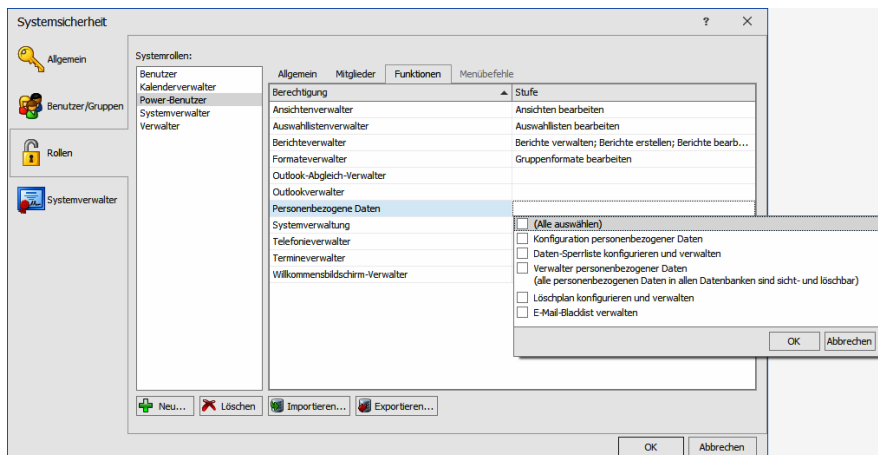 Systemsicherheit
?
Allgemein
Benutzer/Gruppen
Rollen
Systemverwalter
Systemrollen:
Benutzer
Kalenderverwalter
Power-Benutzer
Systemverwalter
Verwalter
Allgemein Mitglieder Funktionen Menübefehle
Berechtigung Stufe
Ansichtenverwalter Ansichten bearbeiten
Auswahllistenverwalter Auswahllisten bearbeiten
Berichteverwalter Berichte verwalten; Berichte erstellen; Berichte bearb...
Formateverwalter Gruppenformate bearbeiten
Outlook-Abgleich-Verwalter
Outlookverwalter
Personenbezogene Daten
Systemverwaltung
Telefonieverwalter
Termineverwalter
Willkommensbildschirm-Verwalter
(Alle auswählen)
Konfiguration personenbezogener Daten
Daten-Sperrliste konfigurieren und verwalten
Verwalter personenbezogener Daten
(alle personenbezogenen Daten in allen Datenbanken sind sicht- und löschbar)
Löschplan konfigurieren und verwalten
E-Mail-Blacklist verwalten
OK Abbrechen
Neu... Löschen Importieren... Exportieren...
OK Abbrechen